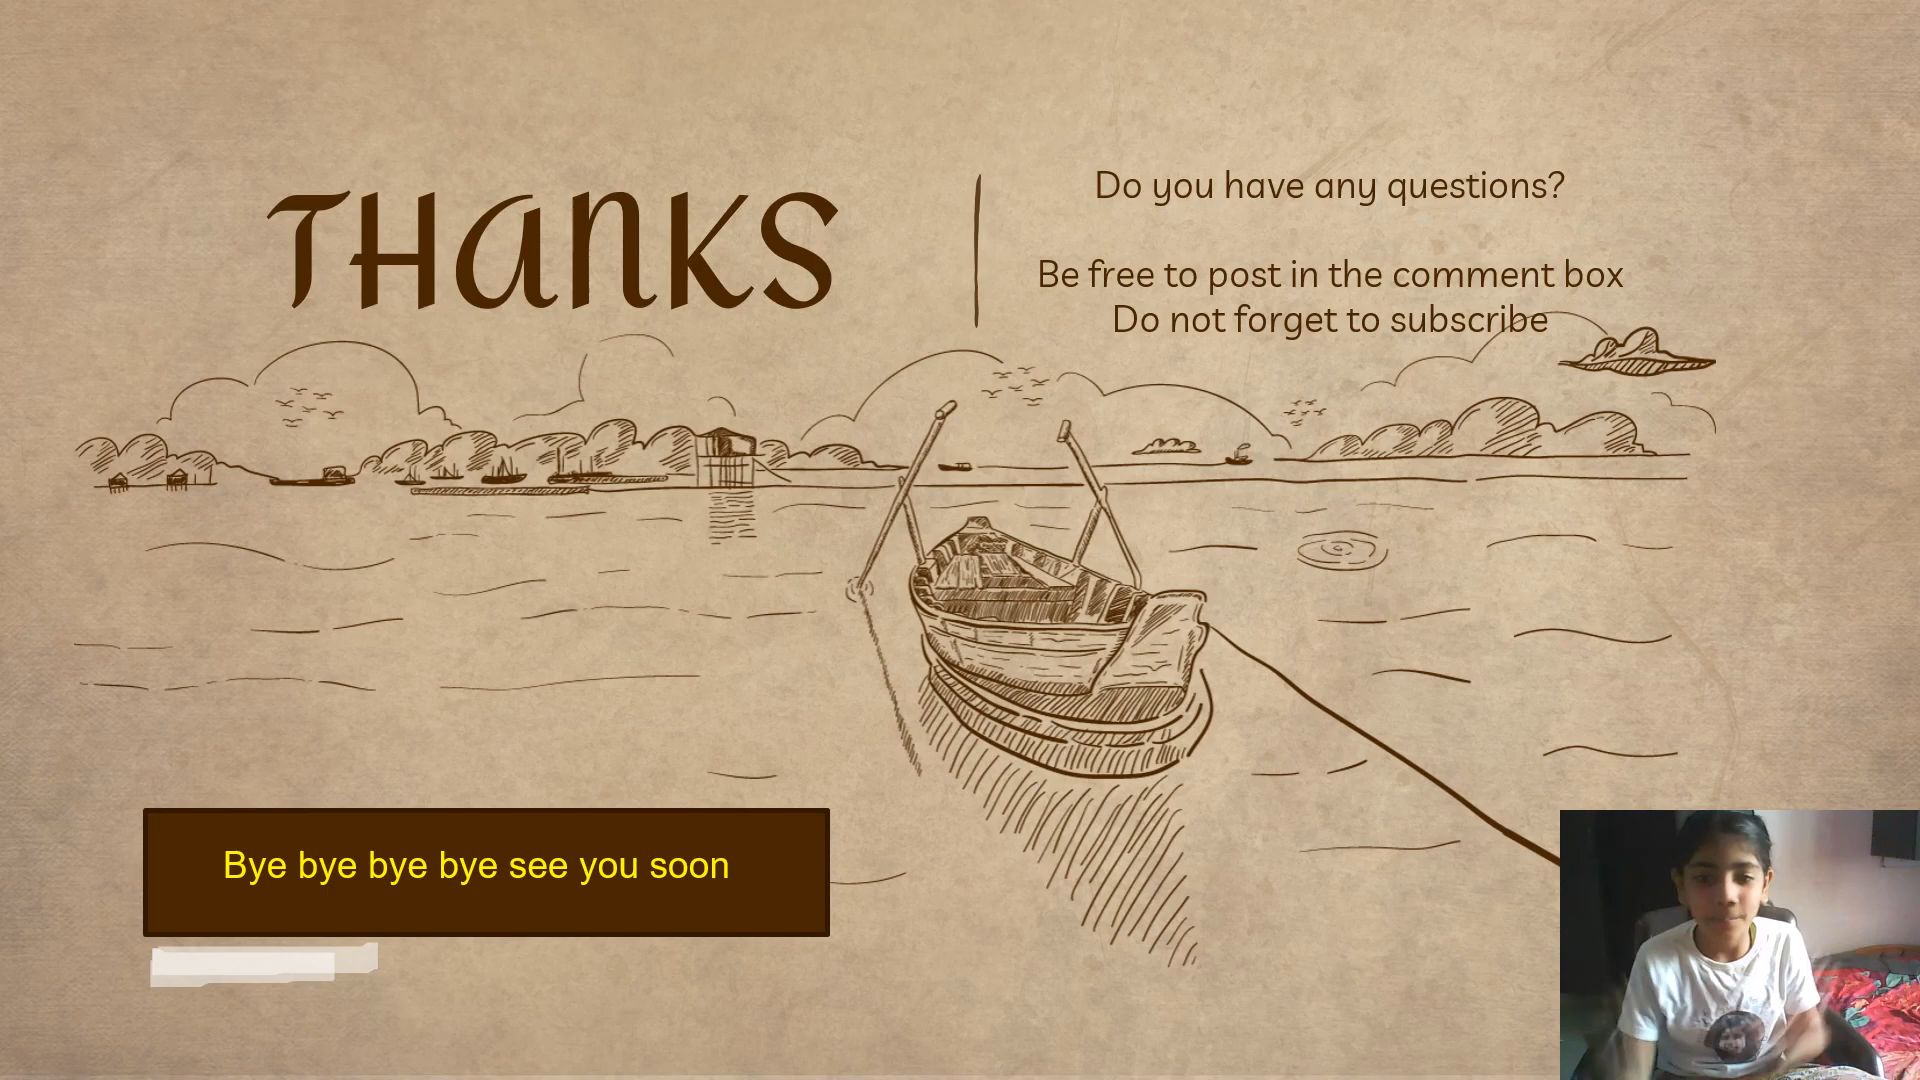 THANKS
Do you have any questions?
Be free to post in the comment box
Do not forget to subscribe
Bye bye bye bye see you soon